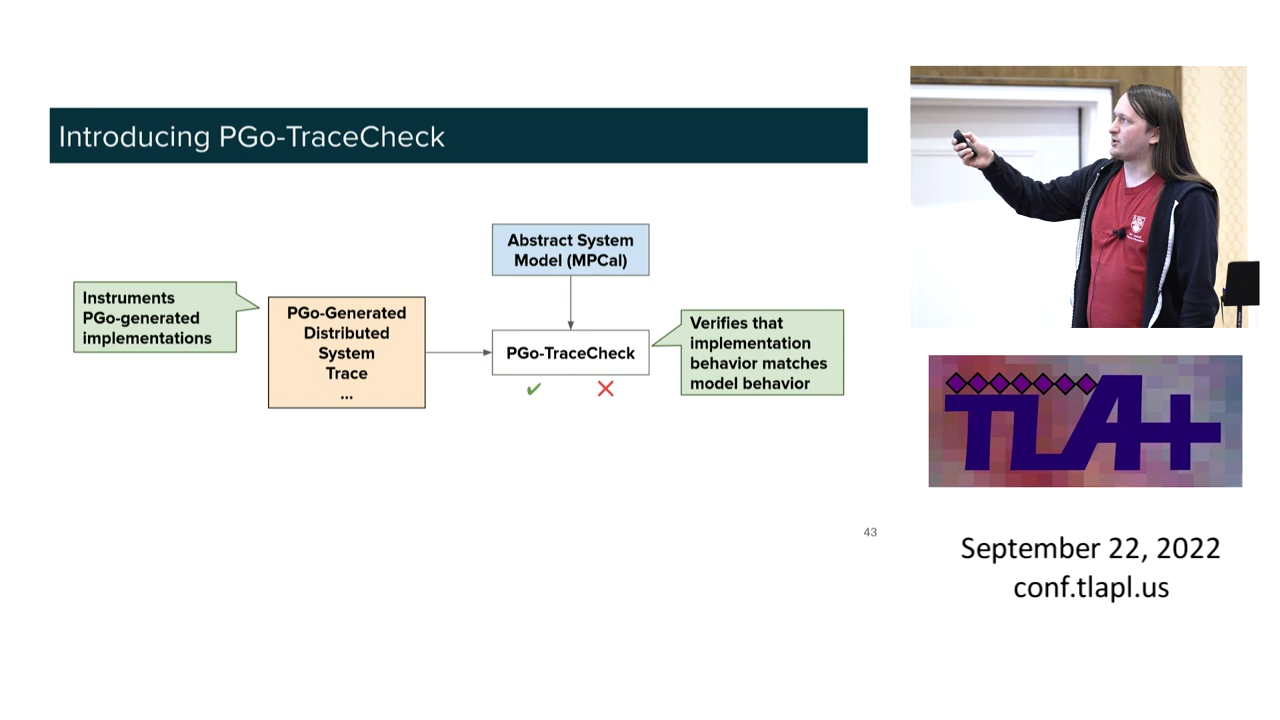 Introducing PGo-TraceCheck
Abstract System
Model (MPCal)
Instruments
PGo-generated
implementations
PGo-Generated
Distributed
System
Trace
...
PGo-TraceCheck
Verifies that
implementation
behavior matches
model behavior
43
TLA+
September 22, 2022
conf.tlapl.us